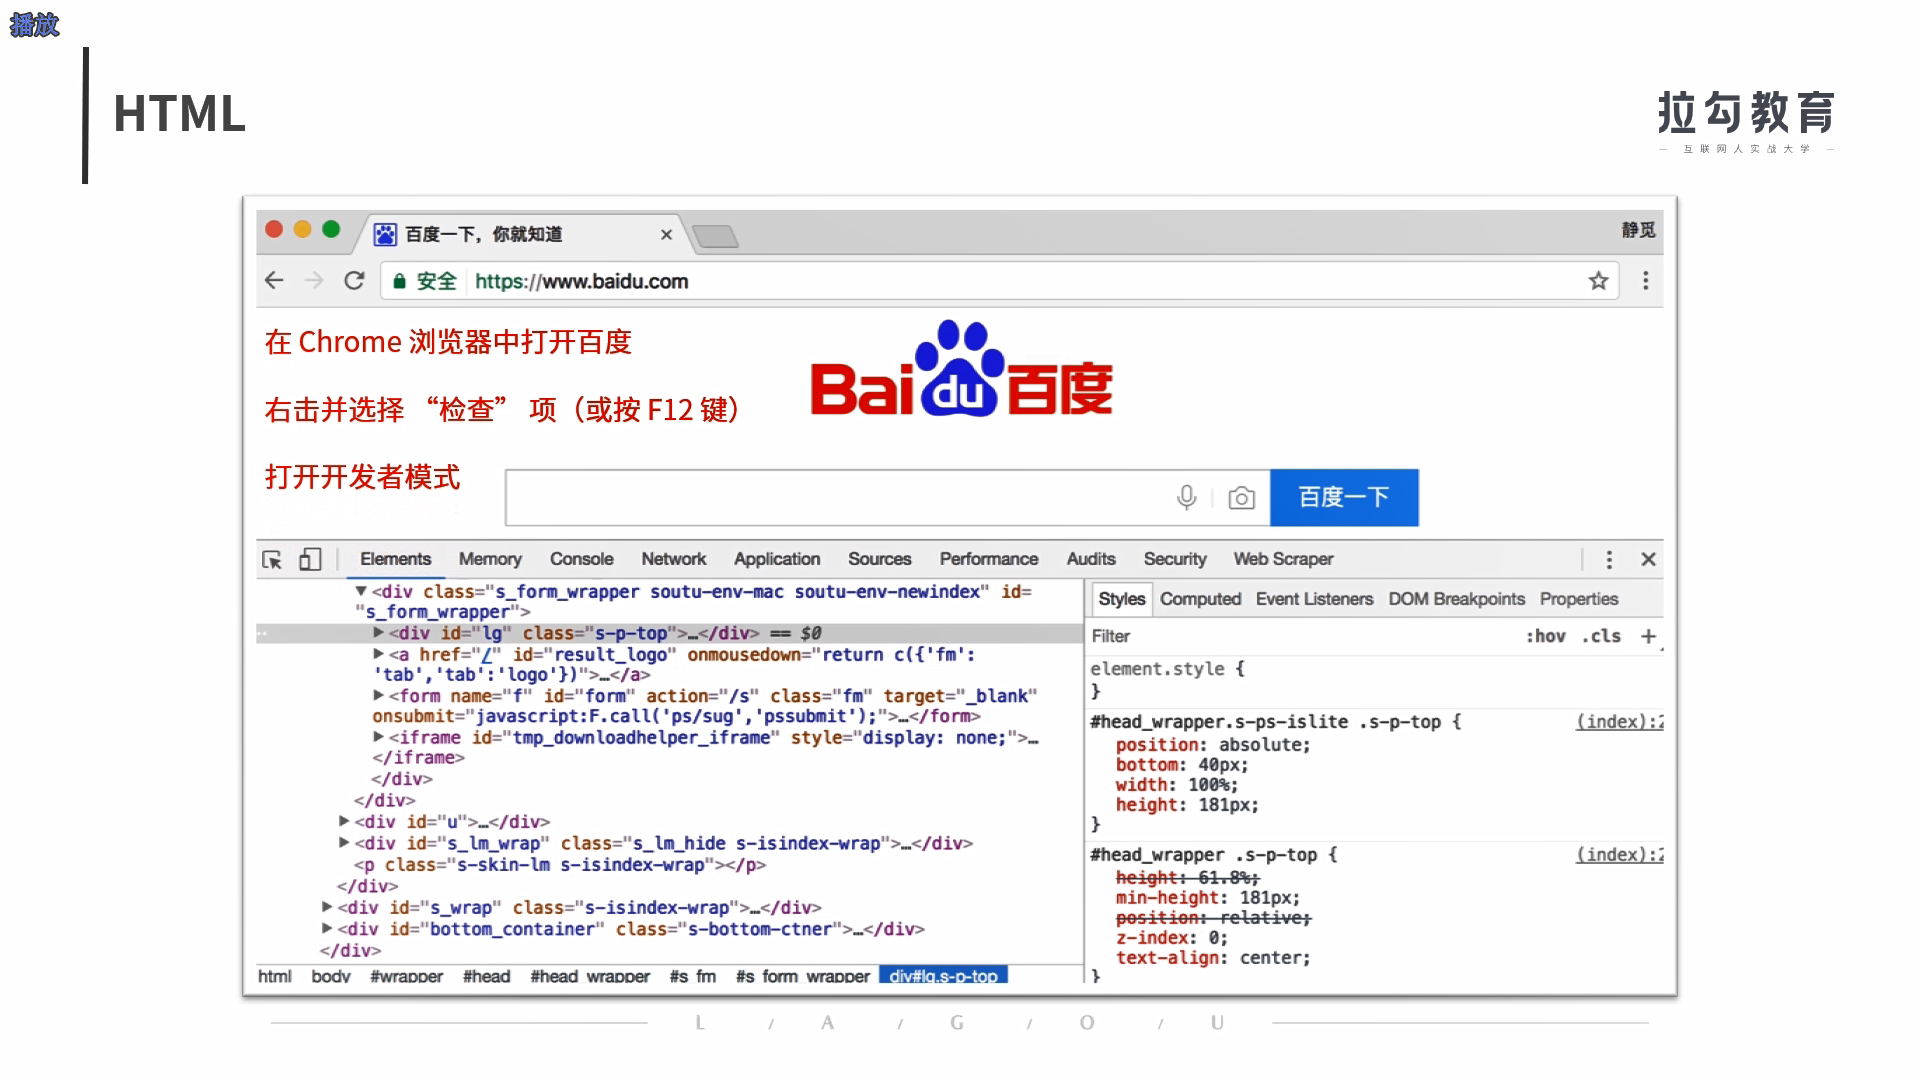 播放
HTML
拉勾教育
互联网人实战大学
百度一下，你就知道
静觅
安全 https://www.baidu.com
在 Chrome 浏览器中打开百度
右击并选择 “检查” 项（或按 F12 键）
打开开发者模式
Bai du 百度
百度一下
Elements Memory Console Network Application Sources Performance Audits Security Web Scraper
▼<div class="s_form_wrapper soutu-env-mac soutu-env-newindex" id=
"s_form_wrapper">
▶<div id="lg" class="s-p-top">…</div> == $0
▶<a href="/" id="result_logo" onmousedown="return c({'fm':
'tab','tab':'logo'})">…</a>
▶<form name="f" id="form" action="/s" class="fm" target="_blank"
onsubmit="javascript:F.call('ps/sug','pssubmit');">…</form>
▶<iframe id="tmp_downloadhelper_iframe" style="display: none;">…
</iframe>
</div>
</div>
▶<div id="u">…</div>
▶<div id="s_lm_wrap" class="s_lm_hide s-isindex-wrap">…</div>
<p class="s-skin-lm s-isindex-wrap"></p>
</div>
▶<div id="s_wrap" class="s-isindex-wrap">…</div>
▶<div id="bottom_container" class="s-bottom-ctner">…</div>
</div>
html body #wrapper #head #head_wrapper #s_fm #s_form_wrapper div#lg.s-p-top
Styles Computed Event Listeners DOM Breakpoints Properties
Filter :hov .cls +
element.style {
}
#head_wrapper.s-ps-islite .s-p-top { (index):2
position: absolute;
bottom: 40px;
width: 100%;
height: 181px;
}
#head_wrapper .s-p-top { (index):2
height: 61.8%;
min-height: 181px;
position: relative;
z-index: 0;
text-align: center;
}
L / A / G / O / U